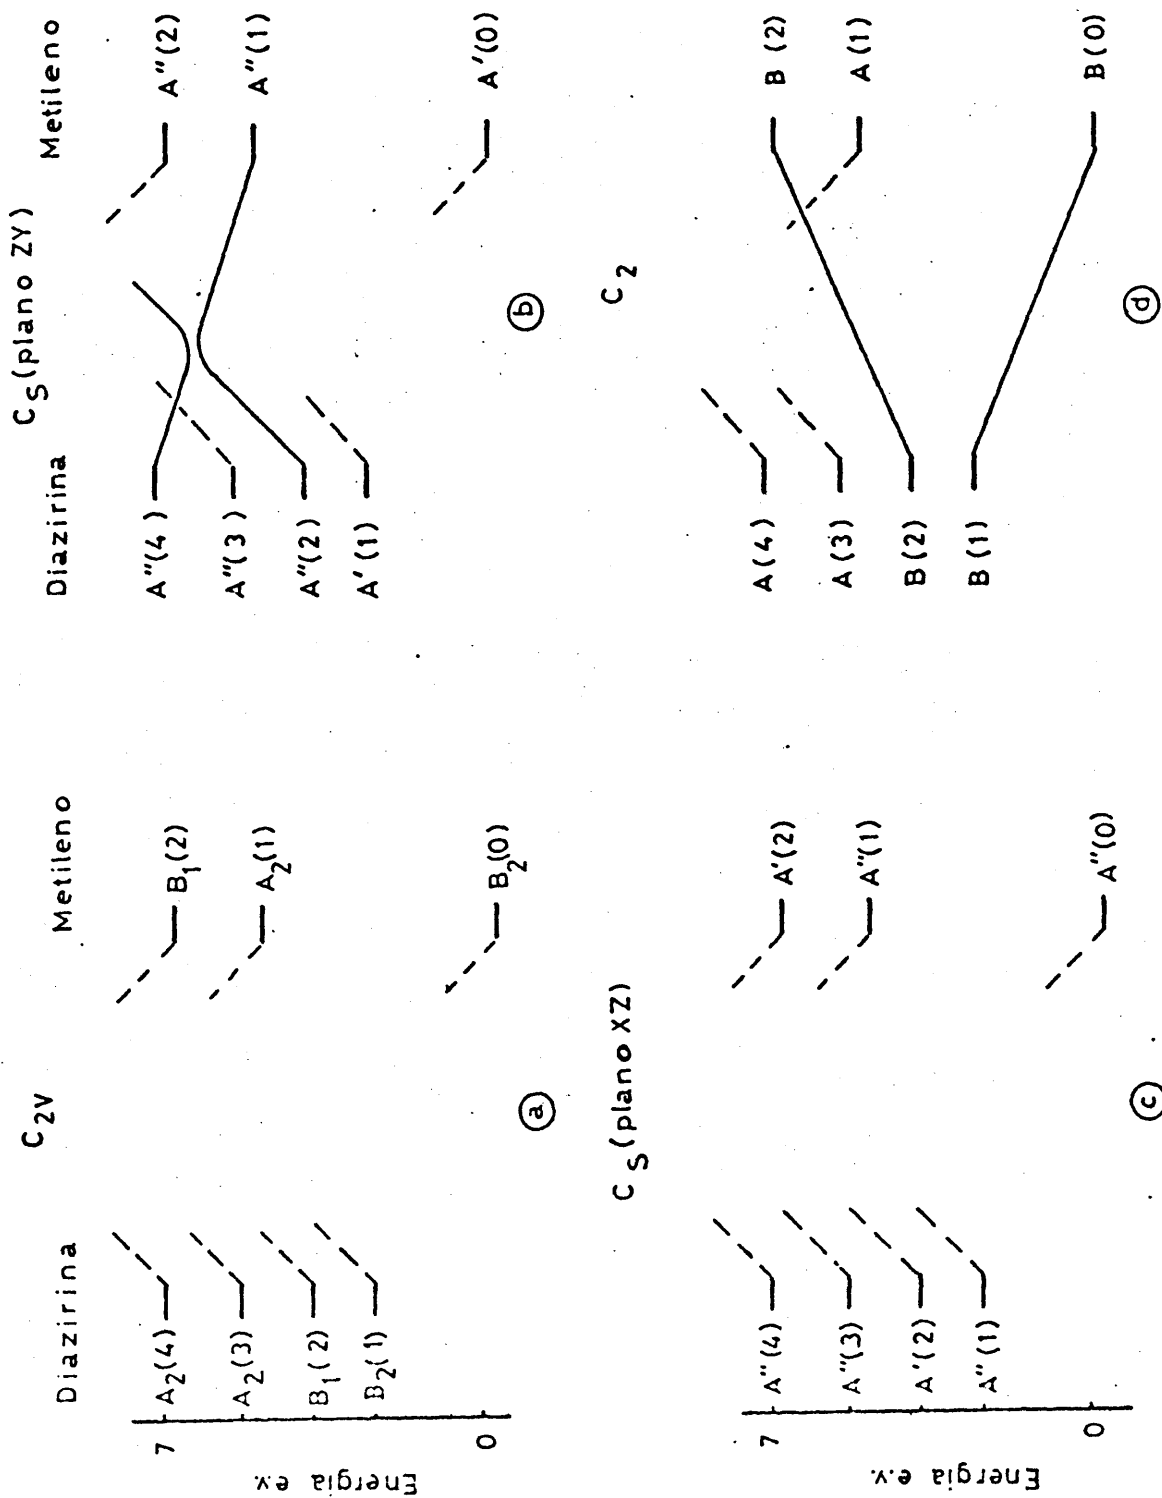 C2V
Diazirina
Metileno
A2(4)
A2(3)
B1(2)
B2(1)
B1(2)
A2(1)
B2(0)
7
0
Energia e.v.
a
CS(plano ZY)
Diazirina
Metileno
A''(4)
A''(3)
A''(2)
A'(1)
A''(2)
A''(1)
A'(0)
b
CS(plano XZ)
A''(4)
A''(3)
A'(2)
A''(1)
A'(2)
A''(1)
A''(0)
7
0
Energia e.v.
c
C2
A(4)
A(3)
B(2)
B(1)
B(2)
A(1)
B(0)
d